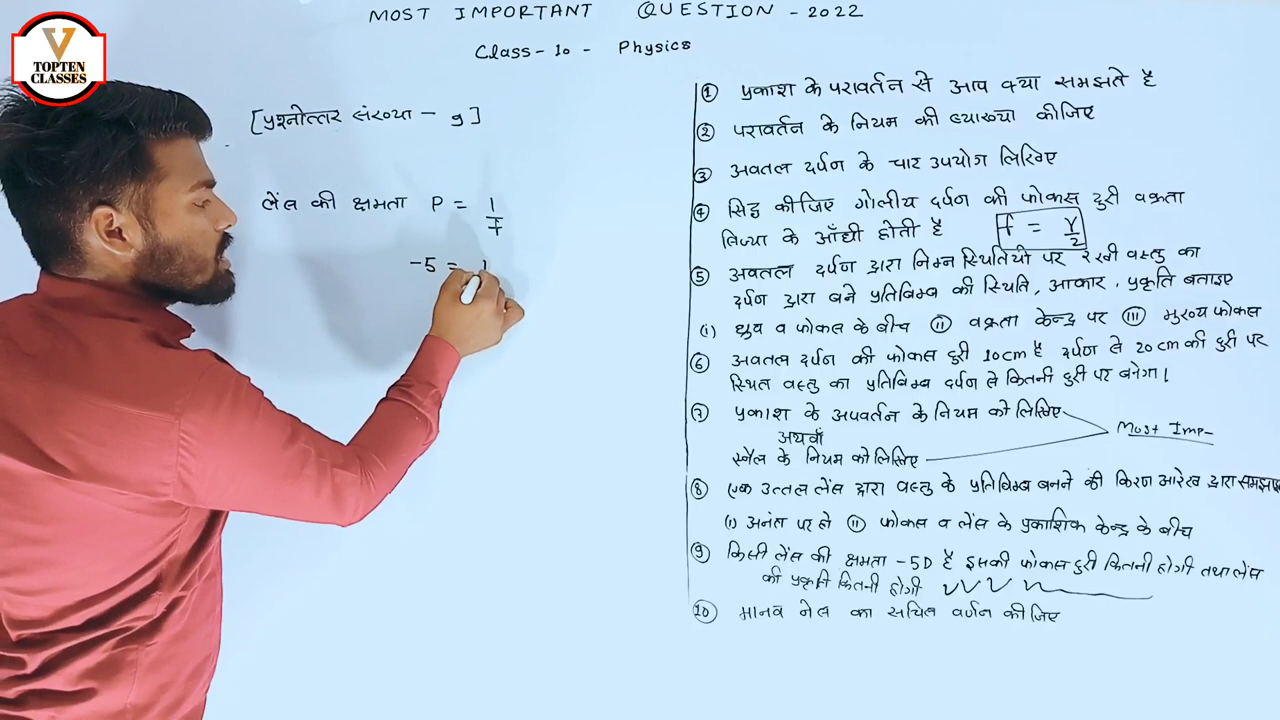 V
TOPTEN
CLASSES
MOST IMPORTANT QUESTION - 2022
Class - 10 - Physics
[प्रश्नोत्तर संख्या - 9]
लेंस की क्षमता P = 1/f
-5 = 1
① प्रकाश के परावर्तन से आप क्या समझते है
② परावर्तन के नियम की व्याख्या कीजिए
③ अवतल दर्पण के चार उपयोग लिखिए
④ सिद्ध कीजिए गोलीय दर्पण की फोकस दुरी वक्रता
त्रिज्या के आँधी होती है f = r/2
⑤ अवतल दर्पण द्वारा निम्न स्थितियों पर रखी वस्तु का
दर्पण द्वारा बने प्रतिबिम्ब की स्थिति, आकार, प्रकृति बताइए
(i) ध्रुव व फोकस के बीच (II) वक्रता केन्द्र पर (III) मुख्य फोकस
⑥ अवतल दर्पण की फोकस दुरी 10cm है दर्पण से 20cm की दुरी पर
स्थित वस्तु का प्रतिबिम्ब दर्पण से कितनी दुरी पर बनेगा।
⑦ प्रकाश के अपवर्तन के नियम को लिखिए
अथवाँ
स्नैल के नियम को लिखिए
Most Imp-
⑧ एक उत्तल लेंस द्वारा वस्तु के प्रतिबिम्ब बनने की किरण आरेख द्वारा समझाए
(i) अनंत पर हो (II) फोकस व लेंस के प्रकाशिक केन्द्र के बीच
⑨ किसी लेंस की क्षमता -5D है इसकी फोकस दुरी कितनी होगी तथा लेंस
की प्रकृति कितनी होगी
⑩ मानव नेत्र का सचित्र वर्णन कीजिए